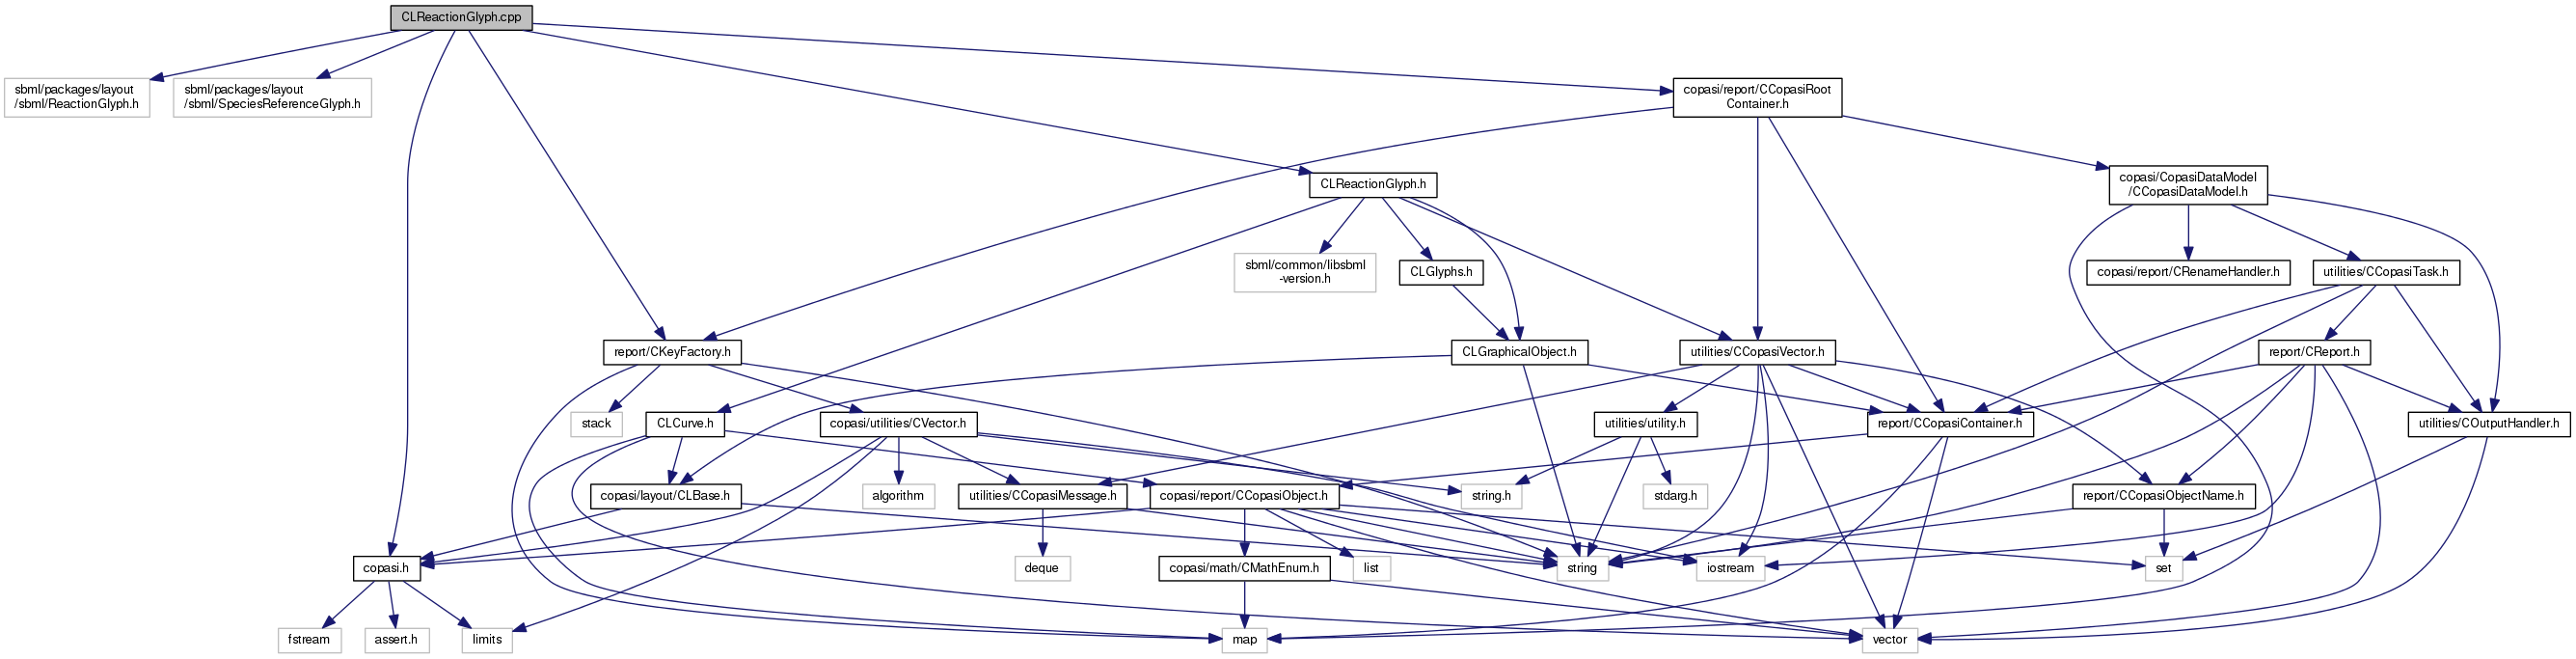 CLReactionGlyph.cpp
sbml/packages/layout
/sbml/ReactionGlyph.h
sbml/packages/layout
/sbml/SpeciesReferenceGlyph.h
copasi/report/CCopasiRoot
Container.h
CLReactionGlyph.h
copasi/CopasiDataModel
/CCopasiDataModel.h
sbml/common/libsbml
-version.h
CLGlyphs.h
copasi/report/CRenameHandler.h
utilities/CCopasiTask.h
report/CKeyFactory.h
CLGraphicalObject.h
utilities/CCopasiVector.h
report/CReport.h
stack
CLCurve.h
copasi/utilities/CVector.h
utilities/utility.h
report/CCopasiContainer.h
utilities/COutputHandler.h
copasi/layout/CLBase.h
algorithm
utilities/CCopasiMessage.h
copasi/report/CCopasiObject.h
string.h
stdarg.h
report/CCopasiObjectName.h
copasi.h
deque
copasi/math/CMathEnum.h
list
string
iostream
set
fstream
assert.h
limits
map
vector